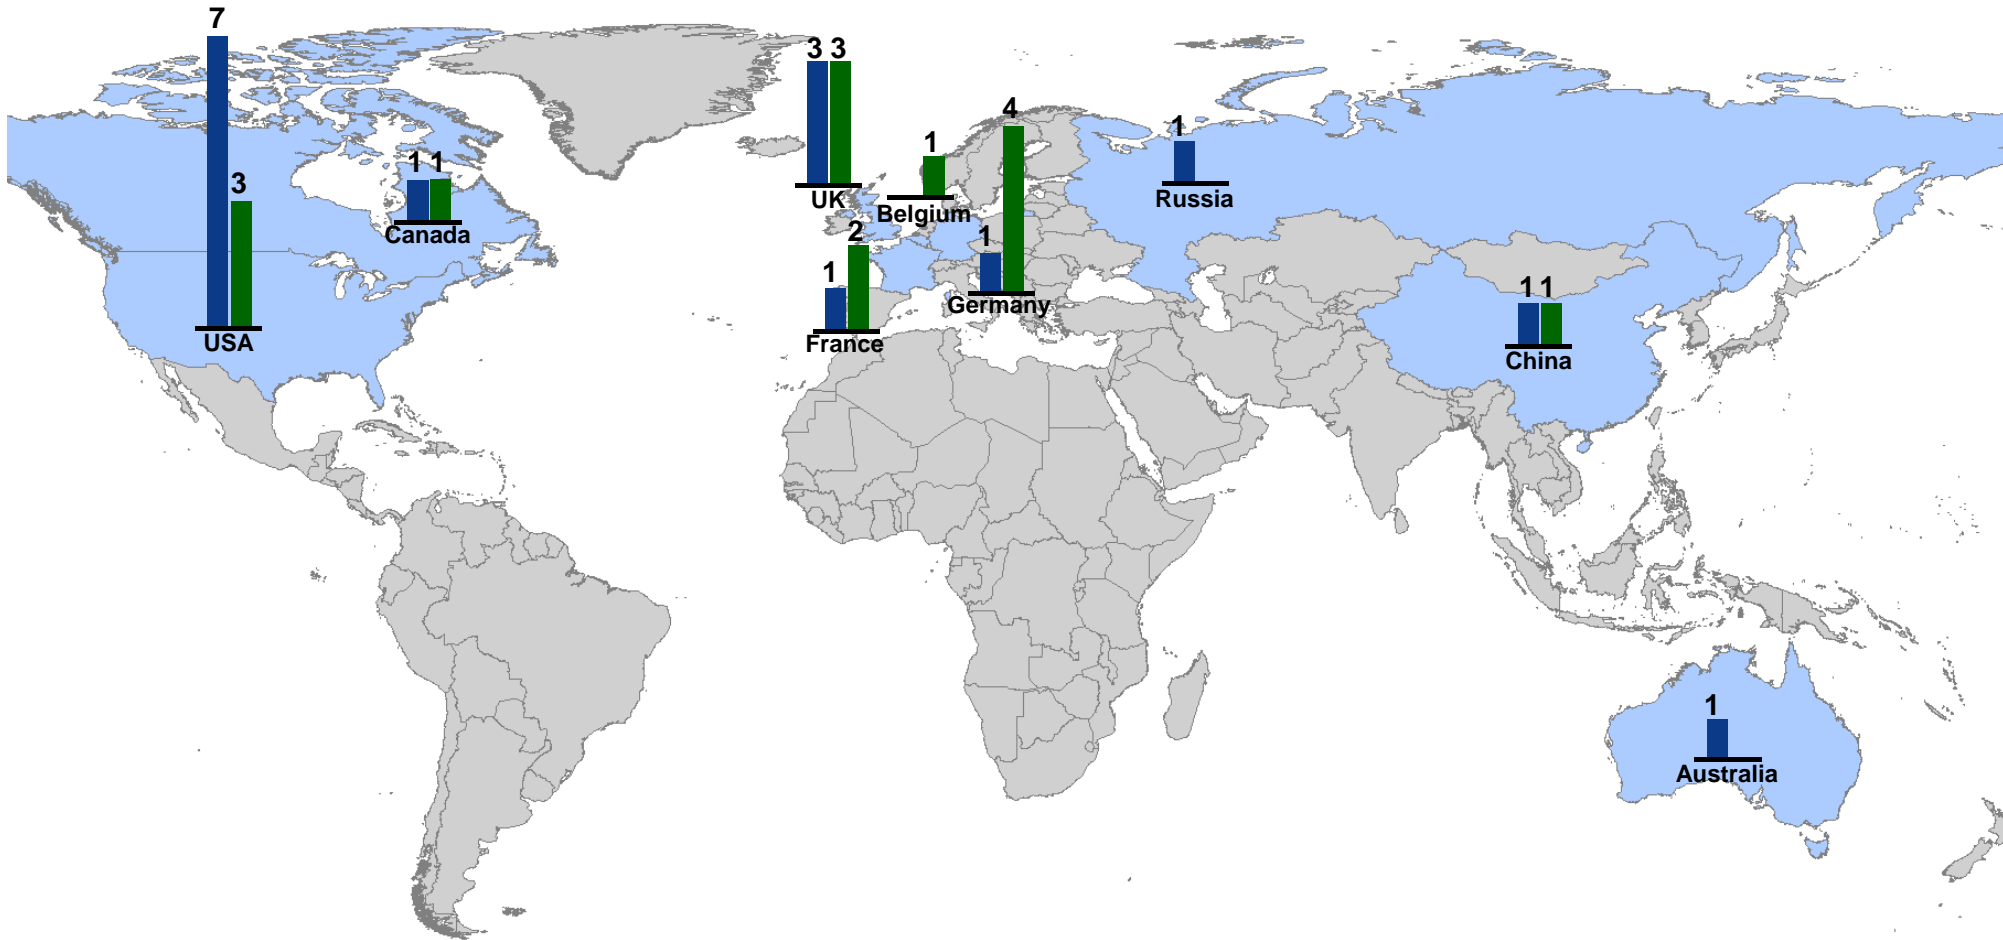 7
3
USA
1 1
Canada
3 3
UK
1
Belgium
4
1
Germany
2
1
France
1
Russia
1 1
China
1
Australia